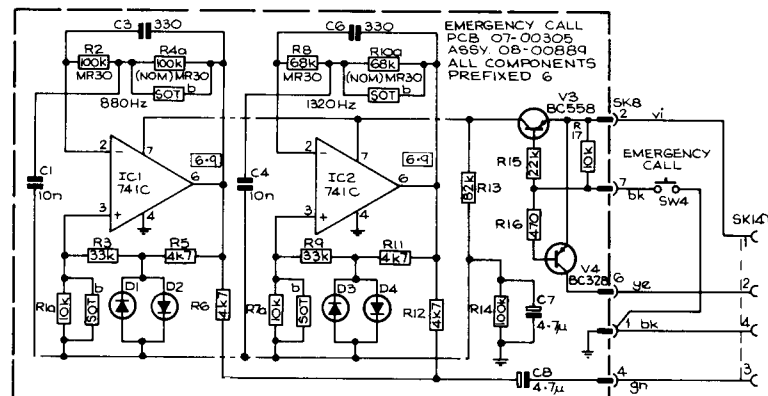 C3 330
R2
100k
MR30
R4a
100k
(NOM) MR30
SOT b
880Hz
C6 330
R8
68k
MR30
R10a
68k
(NOM) MR30
SOT b
1320Hz
EMERGENCY CALL
PCB 07-00305
ASSY. 08-00889
ALL COMPONENTS
PREFIXED 6
V3
BC558
SK8
2
vi
R17
10k
C1
10n
2
7
IC1
741C
6
6·9
3
4
C4
10n
2
7
IC2
741C
6
6·9
3
4
R13
82k
R15
22k
R16
470
7
bk
EMERGENCY
CALL
SW4
SK14
1
R3
33k
R5
4k7
R9
33k
R11
4k7
V4
BC328
6
ye
2
R1a
10k
b
SOT
D1
D2
R6
4k7
R7a
10k
b
SOT
D3
D4
R12
4k7
R14
100k
C7
4·7µ
1
bk
4
C8
4·7µ
4
gn
3